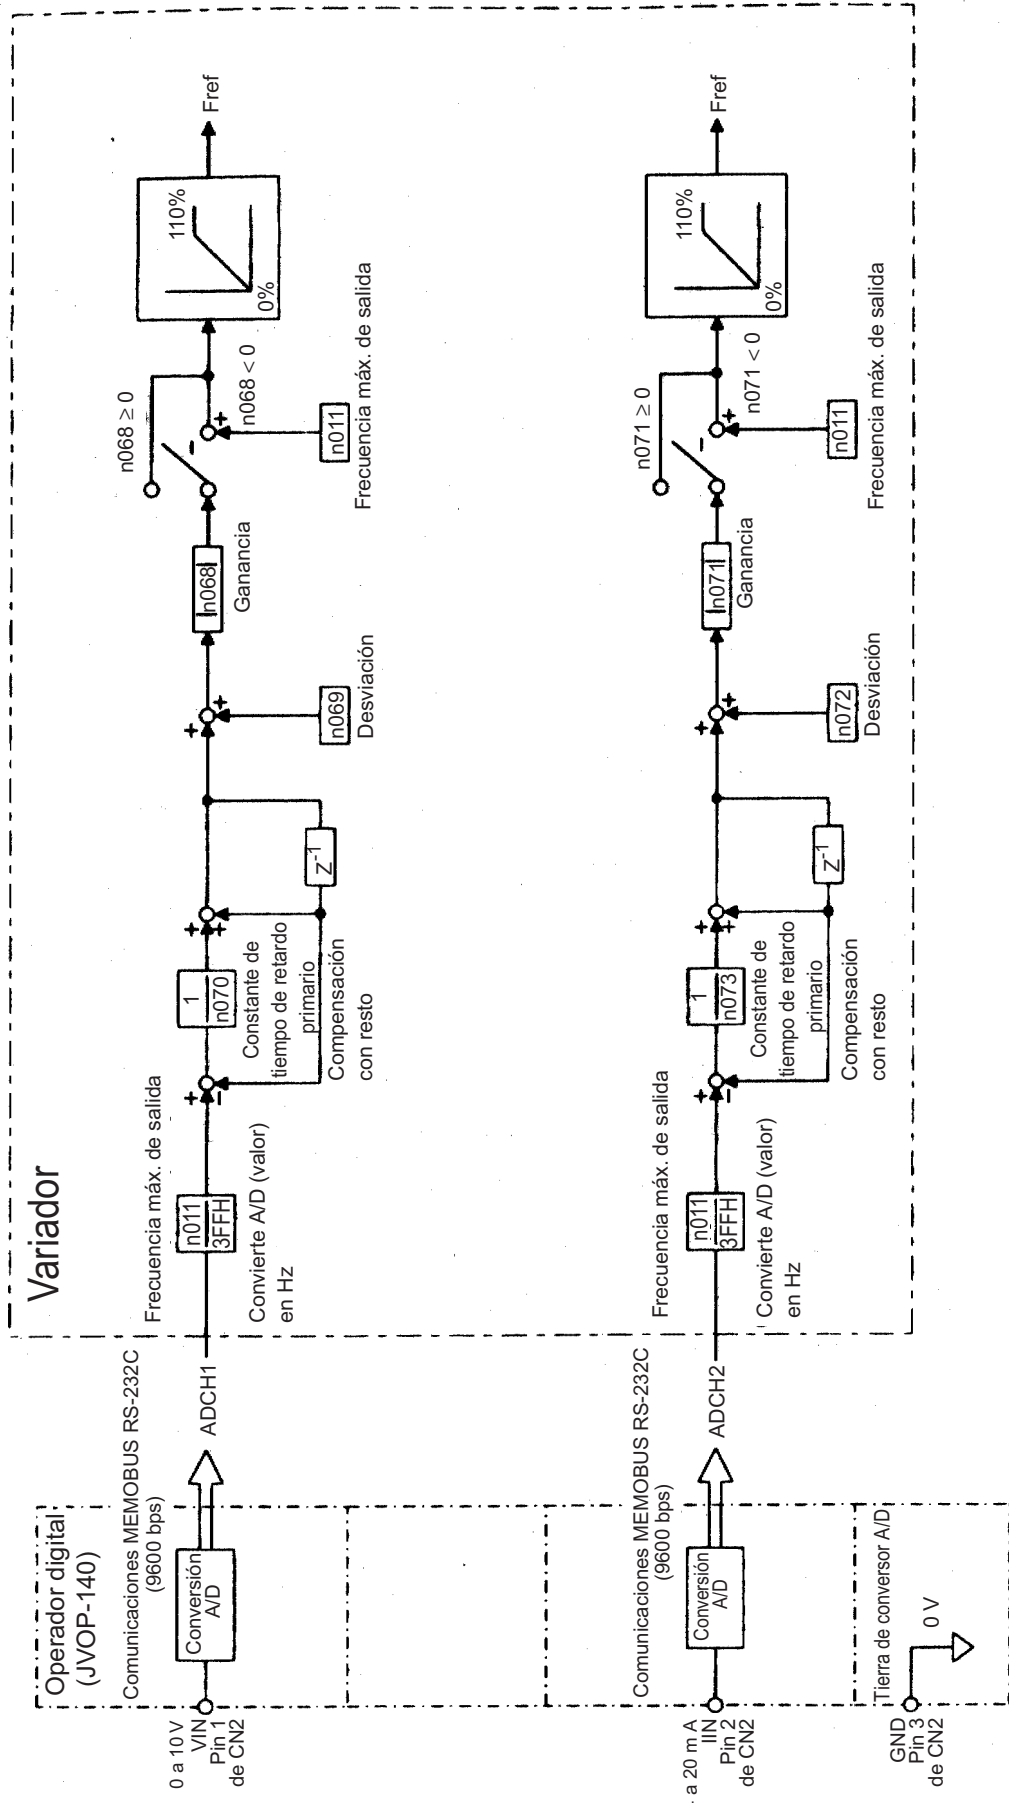 Variador
Operador digital
(JVOP-140)
0 a 10 V
VIN
Pin 1
de CN2
Conversión
A/D
Comunicaciones MEMOBUS RS-232C
(9600 bps)
ADCH1
Frecuencia máx. de salida
n011
3FFH
Convierte A/D (valor)
en Hz
+
-
1
n070
Constante de
tiempo de retardo
primario
+
+
Z⁻¹
Compensación
con resto
+
+
n069
Desviación
|n068|
Ganancia
n068 ≥ 0
-
+
n068 < 0
n011
Frecuencia máx. de salida
110%
0%
Fref
a 20 m A
IIN
Pin 2
de CN2
Conversión
A/D
Comunicaciones MEMOBUS RS-232C
(9600 bps)
ADCH2
Frecuencia máx. de salida
n011
3FFH
Convierte A/D (valor)
en Hz
+
-
1
n073
Constante de
tiempo de retardo
primario
+
+
Z⁻¹
Compensación
con resto
+
+
n072
Desviación
|n071|
Ganancia
n071 ≥ 0
-
+
n071 < 0
n011
Frecuencia máx. de salida
110%
0%
Fref
GND
Pin 3
de CN2
Tierra de conversor A/D
0 V